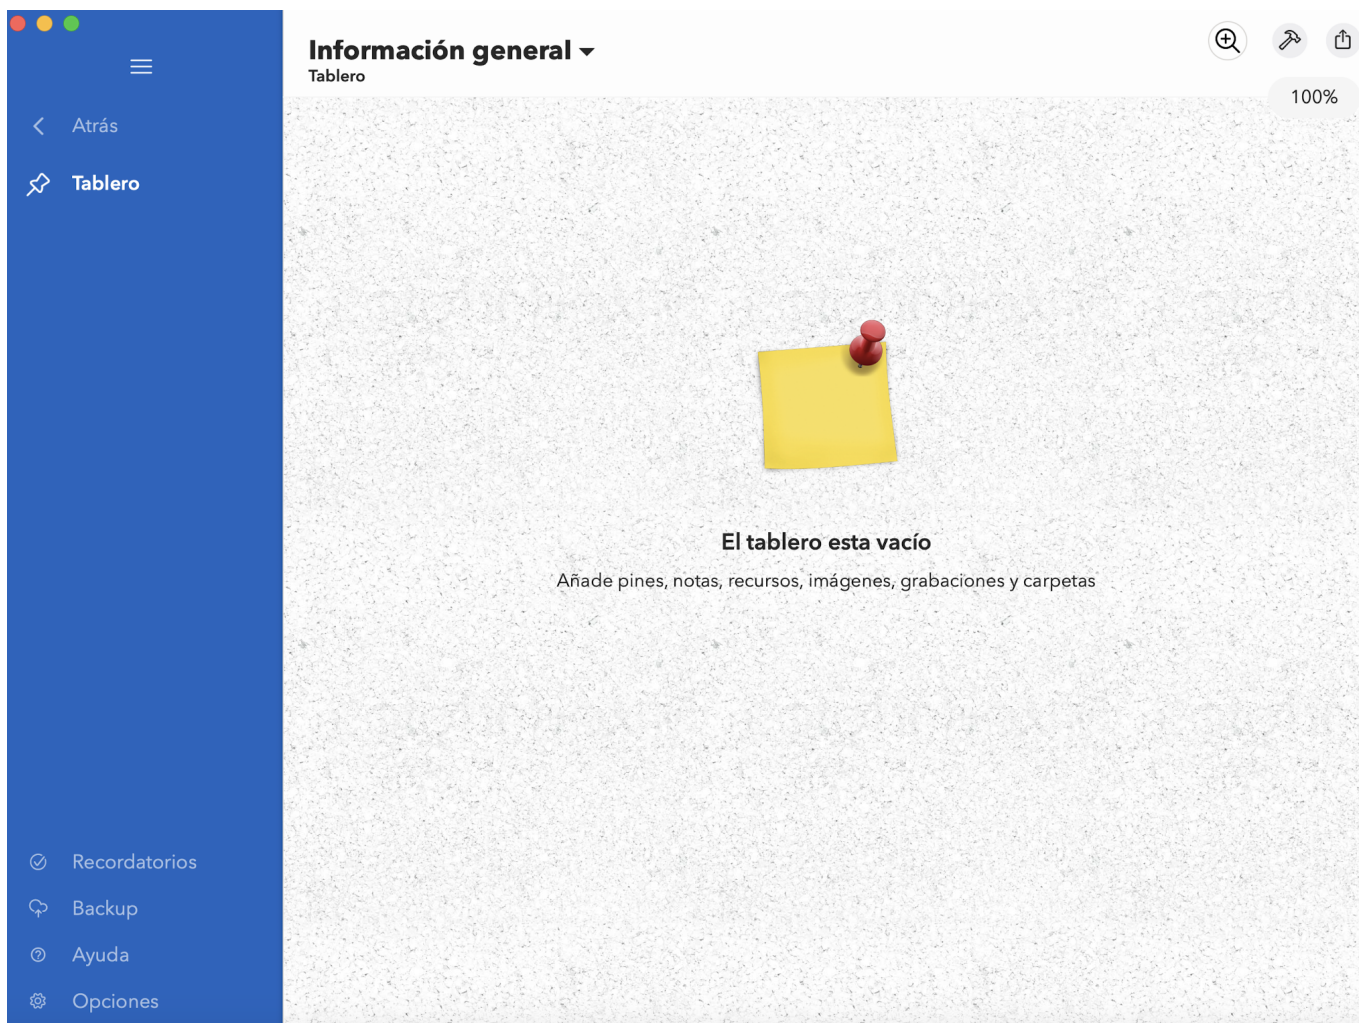 Información general
Tablero
100%
Atrás
Tablero
El tablero esta vacío
Añade pines, notas, recursos, imágenes, grabaciones y carpetas
Recordatorios
Backup
Ayuda
Opciones